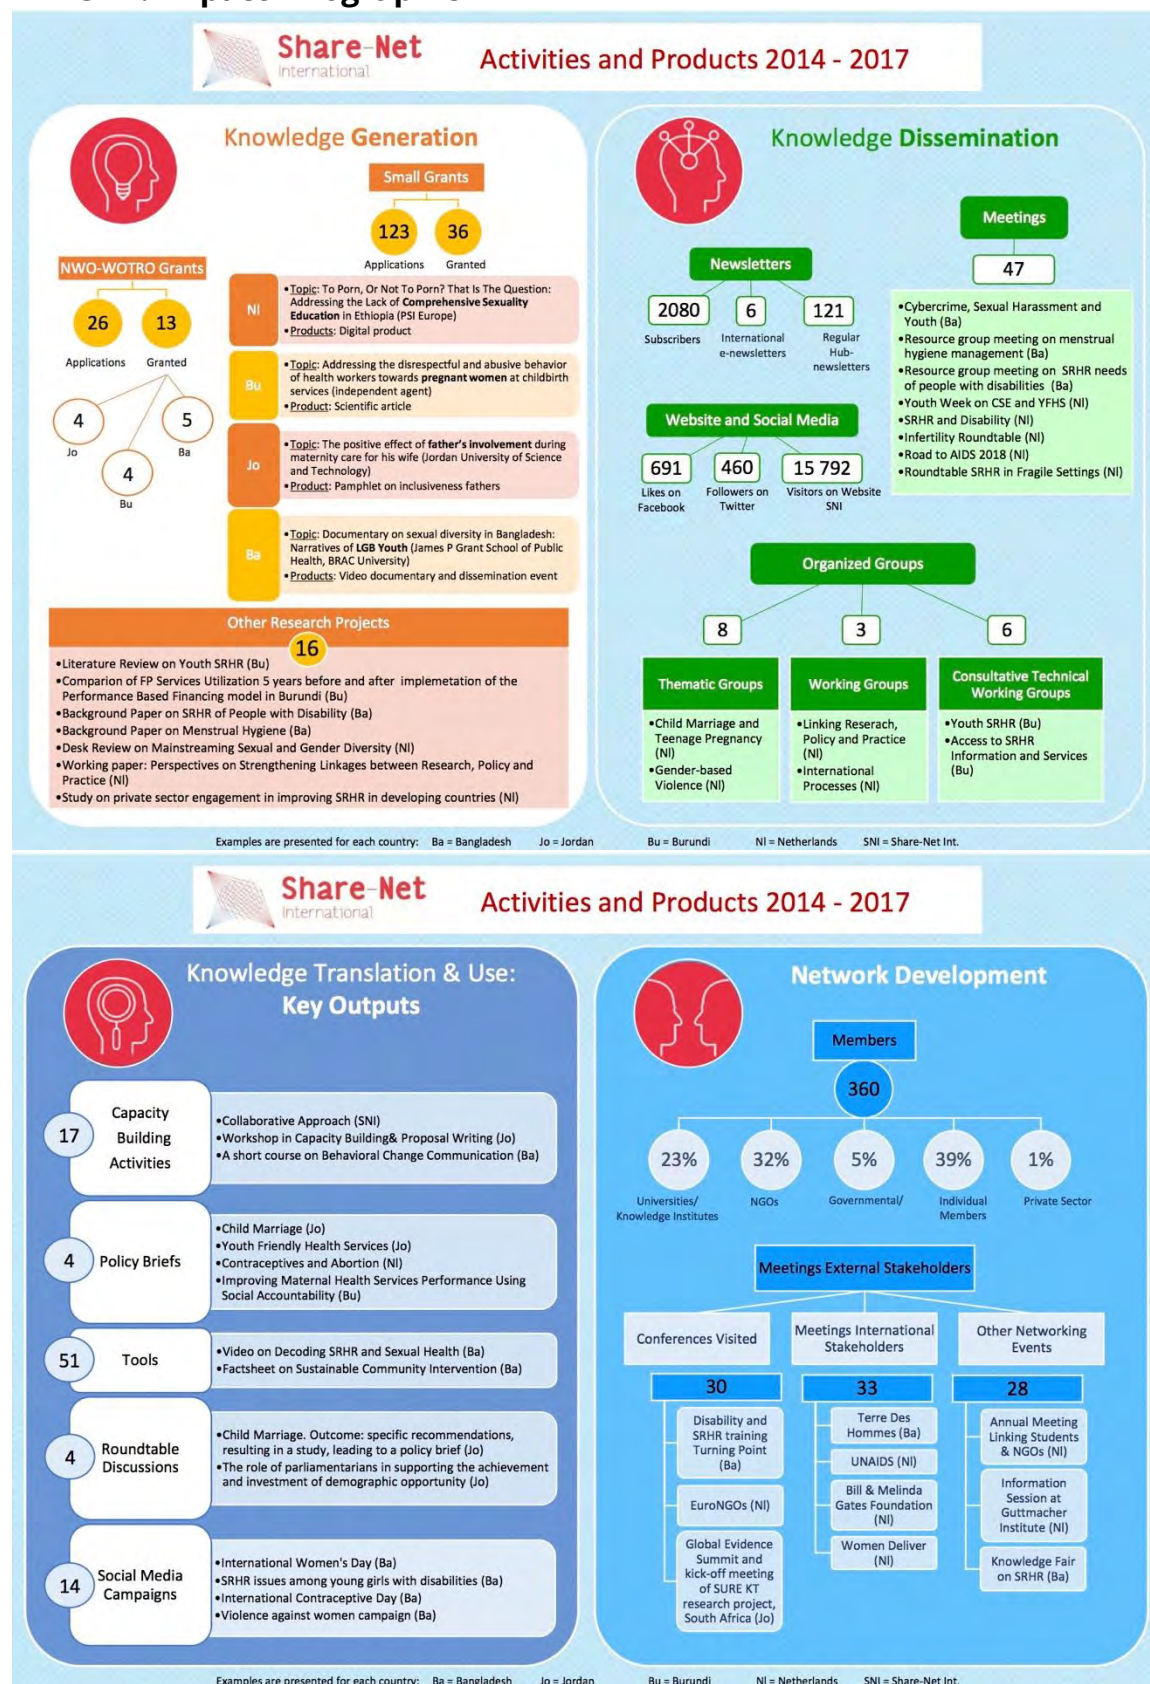 Share-Net
International
Activities and Products 2014 - 2017
Knowledge Generation
Small Grants
123
36
Applications
Granted
NWO-WOTRO Grants
26
13
Applications
Granted
4
Jo
4
Bu
5
Ba
Nl
•Topic: To Porn, Or Not To Porn? That Is The Question:
Addressing the Lack of Comprehensive Sexuality
Education in Ethiopia (PSI Europe)
•Products: Digital product
Bu
•Topic: Addressing the disrespectful and abusive behavior
of health workers towards pregnant women at childbirth
services (independent agent)
•Product: Scientific article
Jo
•Topic: The positive effect of father's involvement during
maternity care for his wife (Jordan University of Science
and Technology)
•Product: Pamphlet on inclusiveness fathers
Ba
•Topic: Documentary on sexual diversity in Bangladesh:
Narratives of LGB Youth (James P Grant School of Public
Health, BRAC University)
•Products: Video documentary and dissemination event
Other Research Projects
16
•Literature Review on Youth SRHR (Bu)
•Comparion of FP Services Utilization 5 years before and after implemetation of the
Performance Based Financing model in Burundi (Bu)
•Background Paper on SRHR of People with Disability (Ba)
•Background Paper on Menstrual Hygiene (Ba)
•Desk Review on Mainstreaming Sexual and Gender Diversity (Nl)
•Working paper: Perspectives on Strengthening Linkages between Research, Policy and
Practice (Nl)
•Study on private sector engagement in improving SRHR in developing countries (Nl)
Knowledge Dissemination
Meetings
47
•Cybercrime, Sexual Harassment and
Youth (Ba)
•Resource group meeting on menstrual
hygiene management (Ba)
•Resource group meeting on SRHR needs
of people with disabilities (Ba)
•Youth Week on CSE and YFHS (Nl)
•SRHR and Disability (Nl)
•Infertility Roundtable (Nl)
•Road to AIDS 2018 (Nl)
•Roundtable SRHR in Fragile Settings (Nl)
Newsletters
2080
6
121
Subscribers
International
e-newsletters
Regular
Hub-
newsletters
Website and Social Media
691
460
15 792
Likes on
Facebook
Followers on
Twitter
Visitors on Website
SNI
Organized Groups
8
3
6
Thematic Groups
•Child Marriage and
Teenage Pregnancy
(Nl)
•Gender-based
Violence (Nl)
Working Groups
•Linking Reserach,
Policy and Practice
(Nl)
•International
Processes (Nl)
Consultative Technical
Working Groups
•Youth SRHR (Bu)
•Access to SRHR
Information and Services
(Bu)
Examples are presented for each country: Ba = Bangladesh Jo = Jordan Bu = Burundi Nl = Netherlands SNI = Share-Net Int.
Share-Net
International
Activities and Products 2014 - 2017
Knowledge Translation & Use:
Key Outputs
17
Capacity
Building
Activities
•Collaborative Approach (SNI)
•Workshop in Capacity Building& Proposal Writing (Jo)
•A short course on Behavioral Change Communication (Ba)
4
Policy Briefs
•Child Marriage (Jo)
•Youth Friendly Health Services (Jo)
•Contraceptives and Abortion (Nl)
•Improving Maternal Health Services Performance Using
Social Accountability (Bu)
51
Tools
•Video on Decoding SRHR and Sexual Health (Ba)
•Factsheet on Sustainable Community Intervention (Ba)
4
Roundtable
Discussions
•Child Marriage. Outcome: specific recommendations,
resulting in a study, leading to a policy brief (Jo)
•The role of parliamentarians in supporting the achievement
and investment of demographic opportunity (Jo)
14
Social Media
Campaigns
•International Women's Day (Ba)
•SRHR issues among young girls with disabilities (Ba)
•International Contraceptive Day (Ba)
•Violence against women campaign (Ba)
Network Development
Members
360
23%
32%
5%
39%
1%
Universities/
Knowledge Institutes
NGOs
Governmental/
Individual
Members
Private Sector
Meetings External Stakeholders
Conferences Visited
30
Disability and
SRHR training
Turning Point
(Ba)
EuroNGOs (Nl)
Global Evidence
Summit and
kick-off meeting
of SURE KT
research project,
South Africa (Jo)
Meetings International
Stakeholders
33
Terre Des
Hommes (Ba)
UNAIDS (Nl)
Bill & Melinda
Gates Foundation
(Nl)
Women Deliver
(Nl)
Other Networking
Events
28
Annual Meeting
Linking Students
& NGOs (Nl)
Information
Session at
Guttmacher
Institute (Nl)
Knowledge Fair
on SRHR (Ba)
Examples are presented for each country: Ba = Bangladesh Jo = Jordan Bu = Burundi Nl = Netherlands SNI = Share-Net Int.